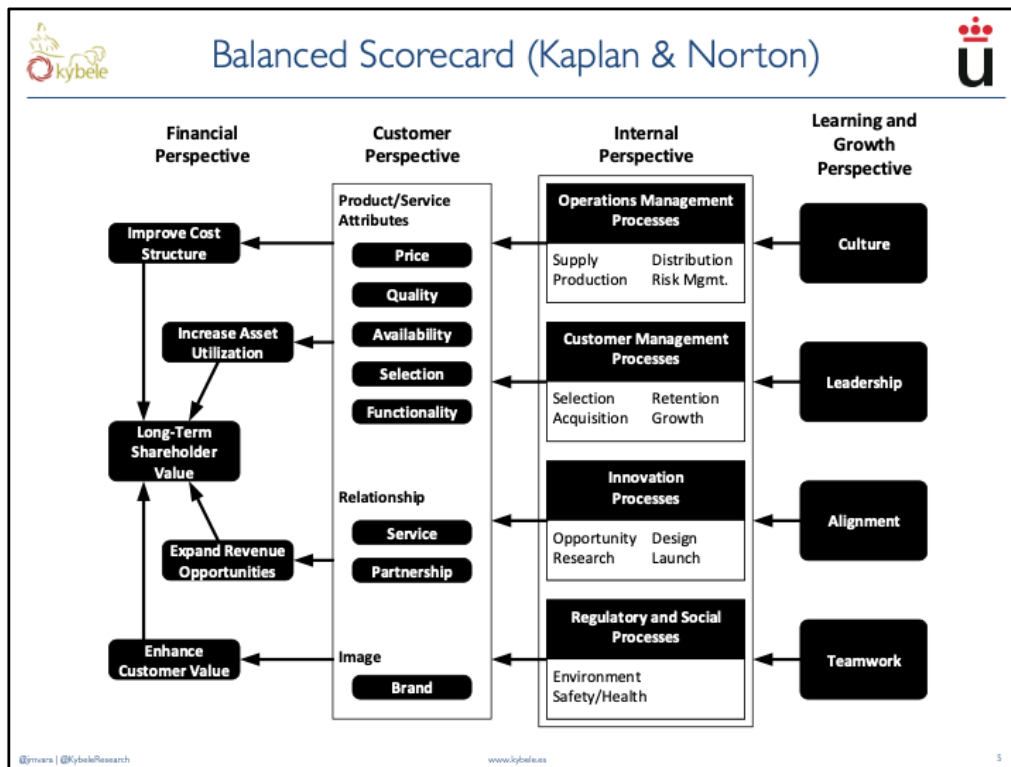 kybele
Balanced Scorecard (Kaplan & Norton)
u
Financial
Perspective
Customer
Perspective
Internal
Perspective
Learning and
Growth
Perspective
Improve Cost
Structure
Increase Asset
Utilization
Long-Term
Shareholder
Value
Expand Revenue
Opportunities
Enhance
Customer Value
Product/Service
Attributes
Price
Quality
Availability
Selection
Functionality
Relationship
Service
Partnership
Image
Brand
Operations Management
Processes
Supply Distribution
Production Risk Mgmt.
Customer Management
Processes
Selection Retention
Acquisition Growth
Innovation
Processes
Opportunity Design
Research Launch
Regulatory and Social
Processes
Environment
Safety/Health
Culture
Leadership
Alignment
Teamwork
@jmvara | @KybeleResearch
www.kybele.es
5